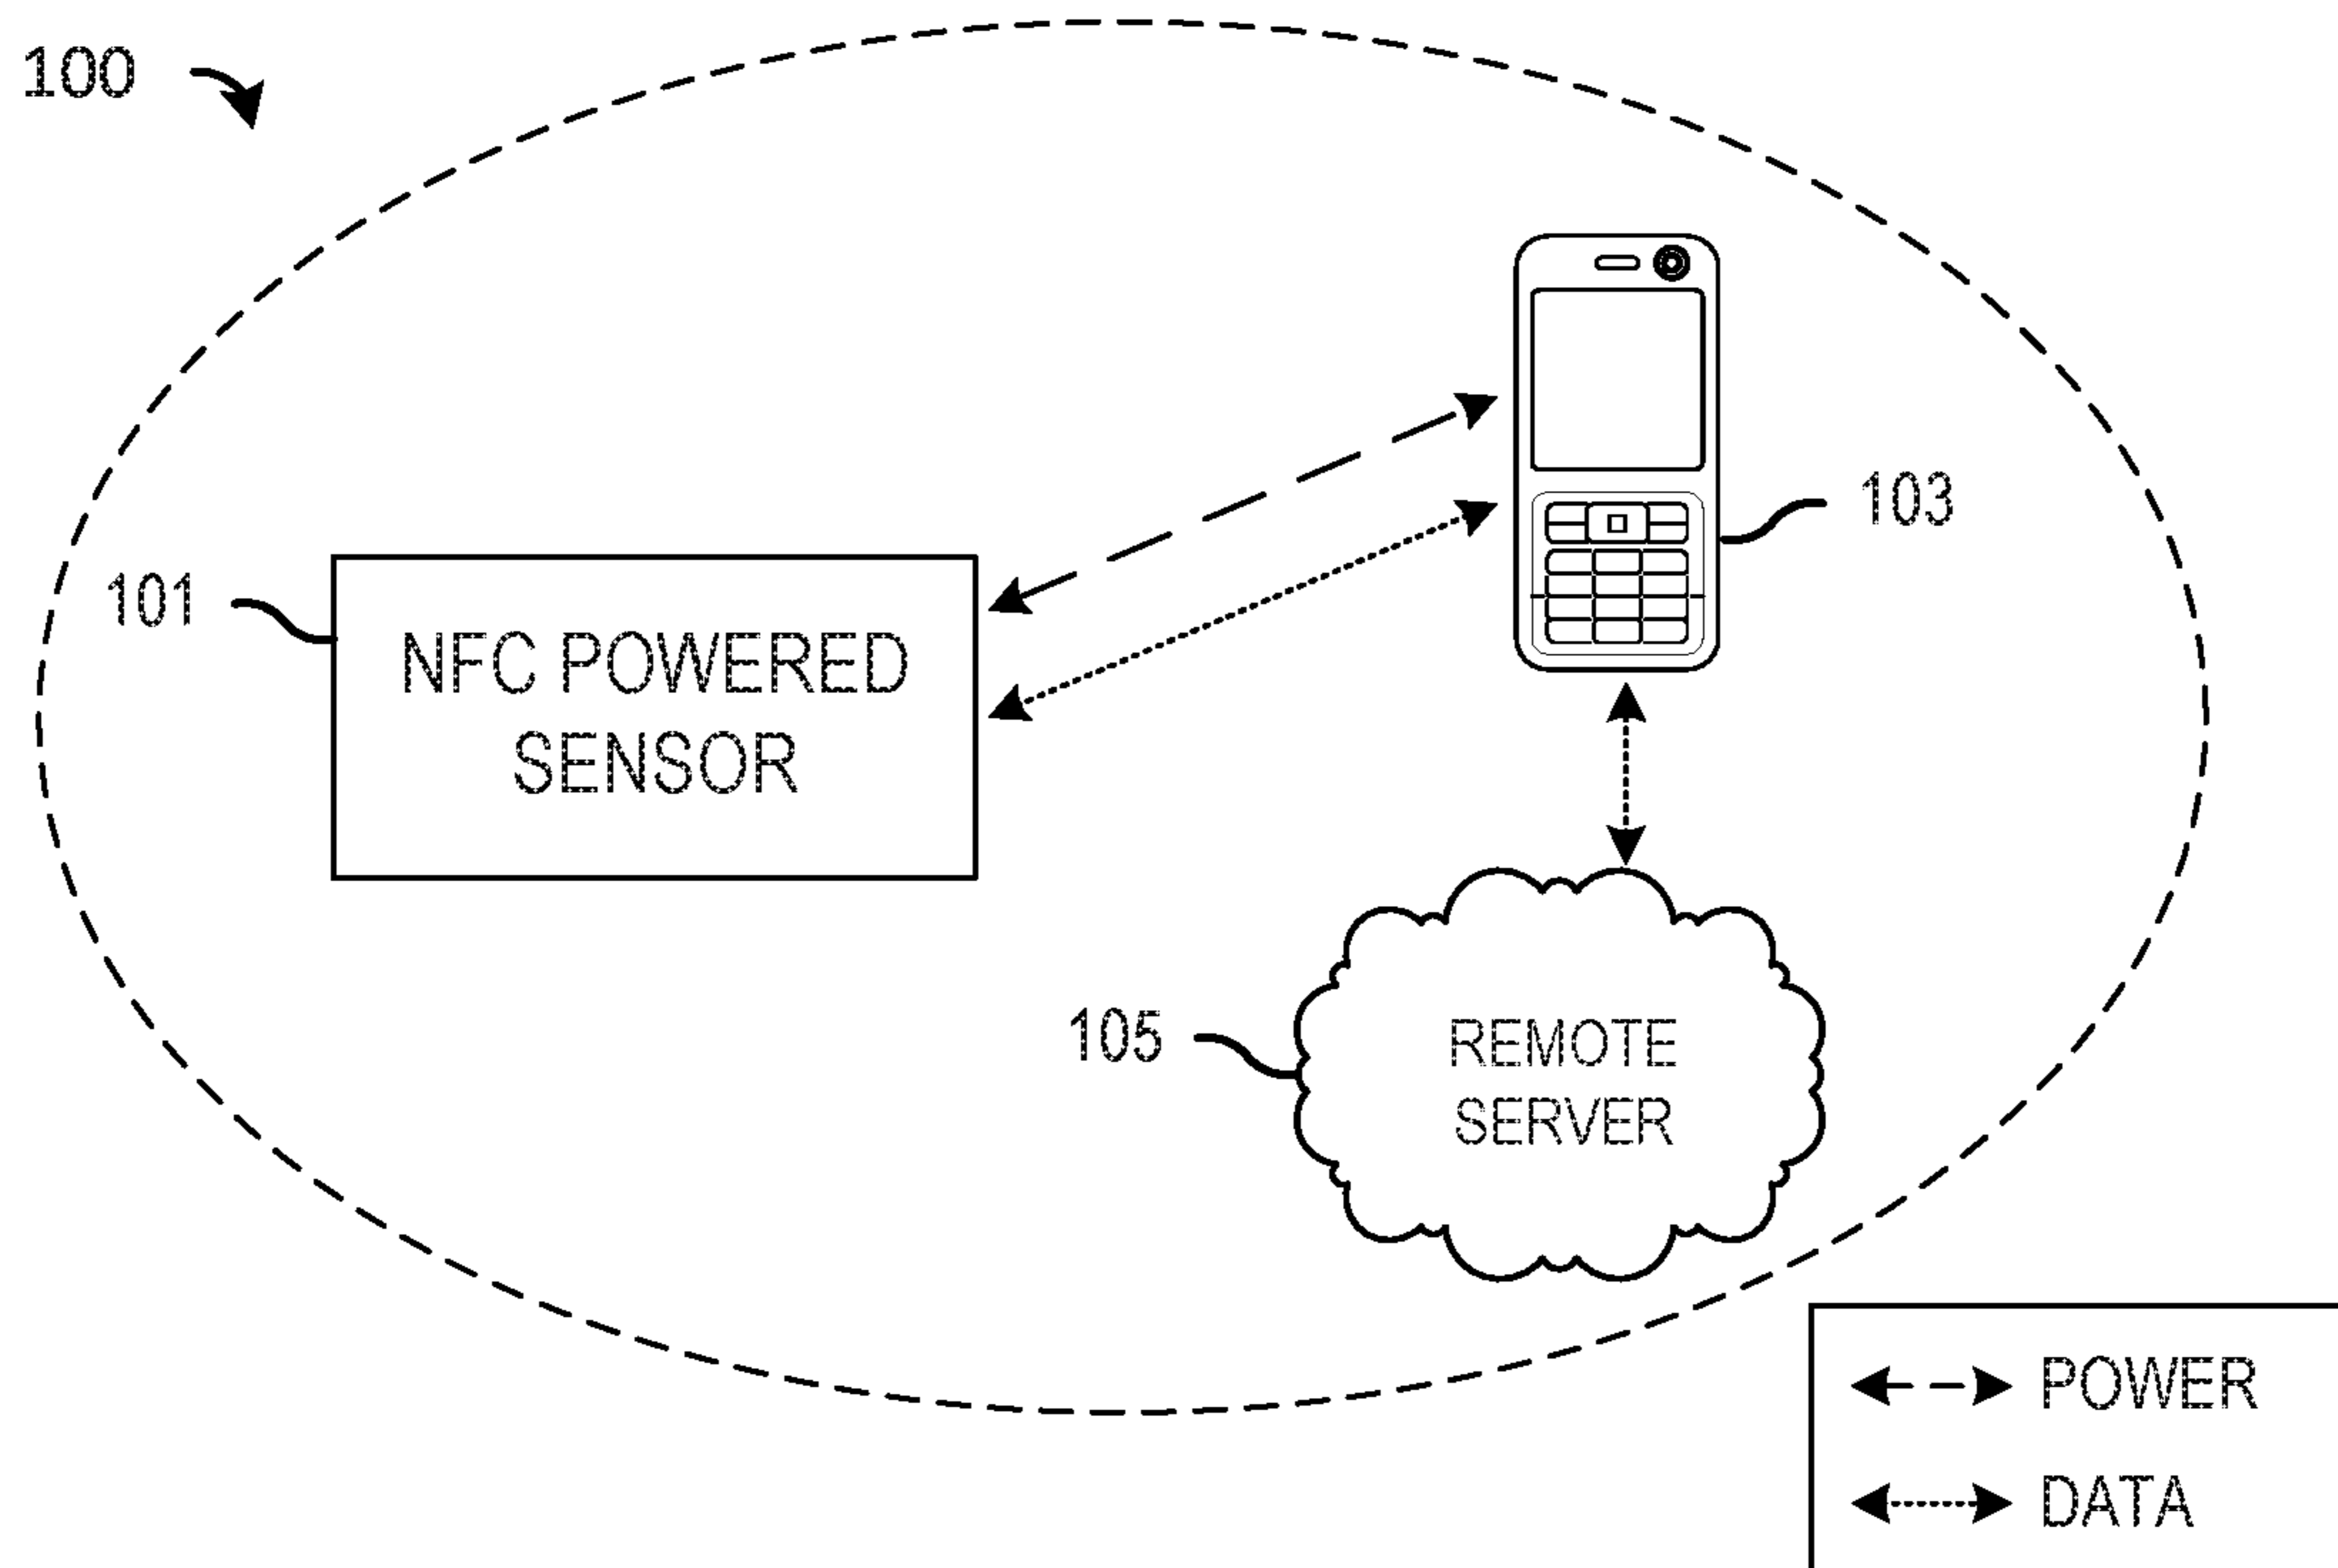 100
103
101
NFC POWERED
SENSOR
105
REMOTE
SERVER
POWER
DATA